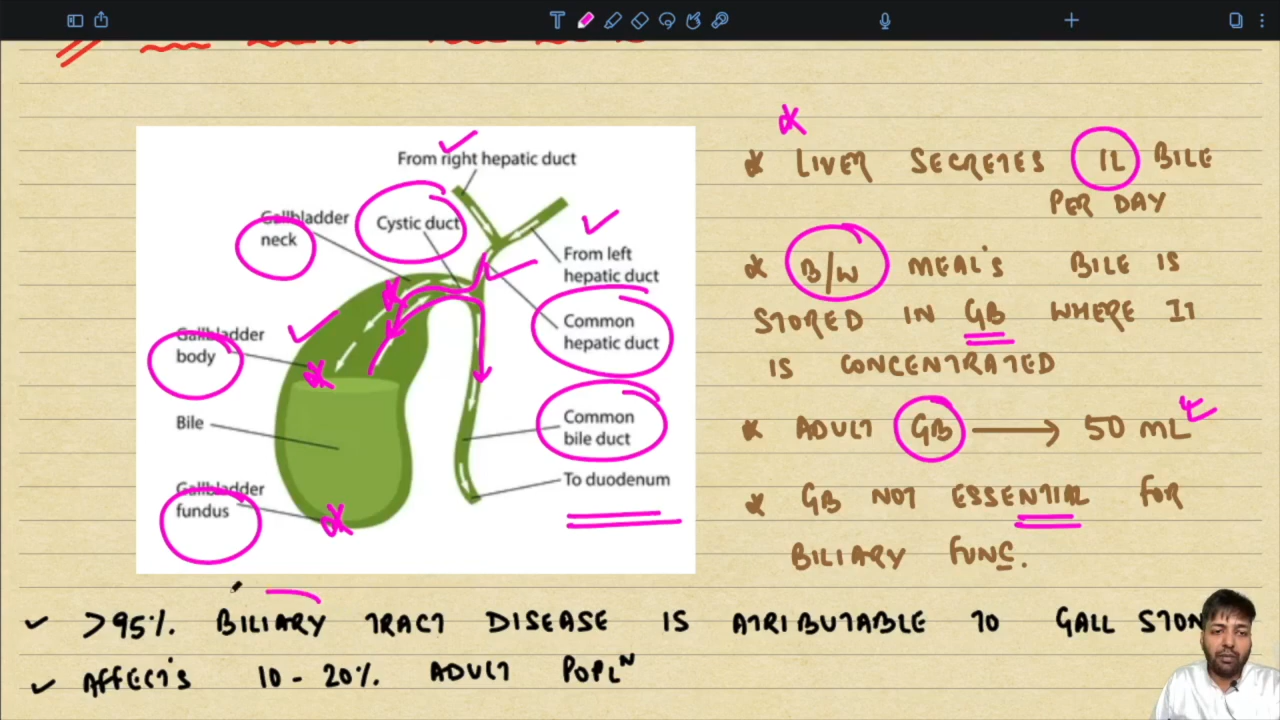 From right hepatic duct
Gallbladder
neck
Cystic duct
From left
hepatic duct
Common
hepatic duct
Gallbladder
body
Common
bile duct
Bile
To duodenum
Gallbladder
fundus
LIVER SECRETES 1L BILE
PER DAY
B/W MEAL'S BILE IS
STORED IN GB WHERE IT
IS CONCENTRATED
ADULT GB → 50 ML
GB NOT ESSENTIAL FOR
BILIARY FUNC.
>95% BILIARY TRACT DISEASE IS ATRIBUTABLE TO GALL STON
AFFECT'S 10 - 20% ADULT POPLN